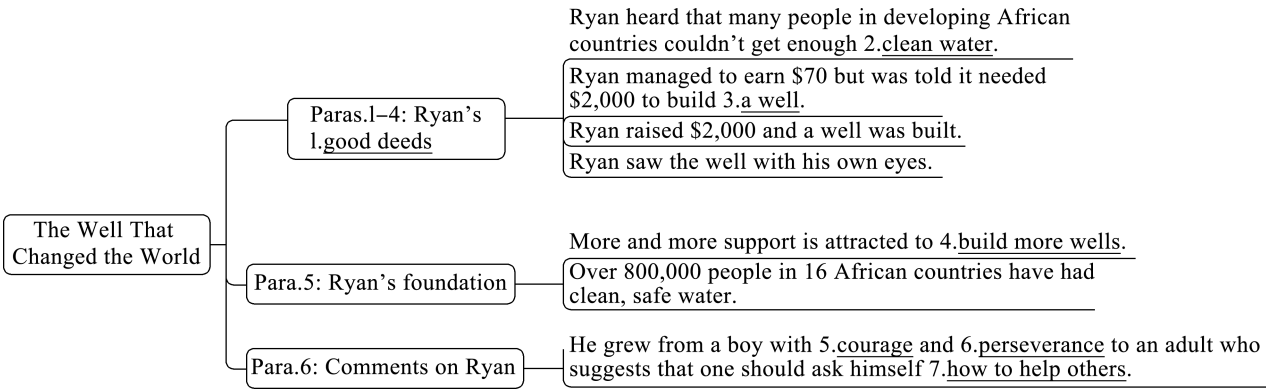 Ryan heard that many people in developing African
countries couldn't get enough 2.clean water.
Ryan managed to earn $70 but was told it needed
$2,000 to build 3.a well.
Paras.l–4: Ryan's
l.good deeds
Ryan raised $2,000 and a well was built.
Ryan saw the well with his own eyes.
The Well That
Changed the World
More and more support is attracted to 4.build more wells.
Para.5: Ryan's foundation
Over 800,000 people in 16 African countries have had
clean, safe water.
Para.6: Comments on Ryan
He grew from a boy with 5.courage and 6.perseverance to an adult who
suggests that one should ask himself 7.how to help others.